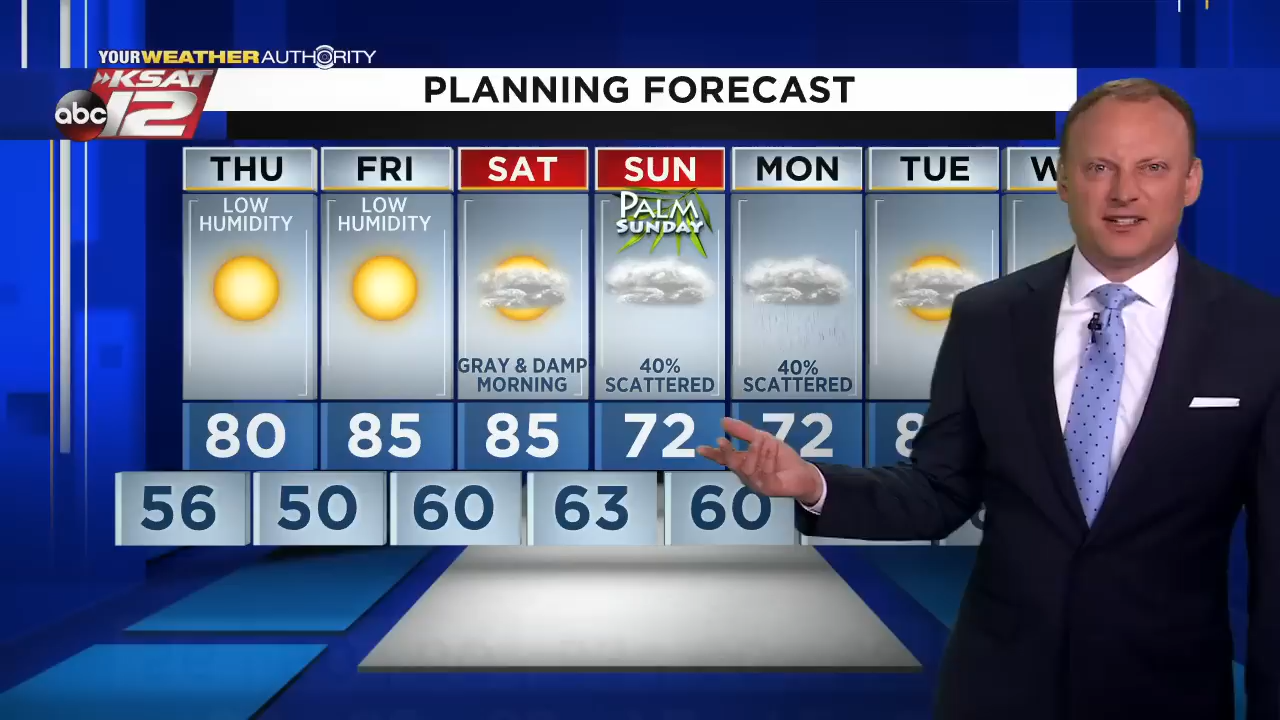 YOUR WEATHER AUTHORITY
KSAT
abc 12
PLANNING FORECAST
THU FRI SAT SUN MON TUE W
LOW HUMIDITY
LOW HUMIDITY
PALM SUNDAY
GRAY & DAMP MORNING
40% SCATTERED
40% SCATTERED
80 85 85 72 72 8
56 50 60 63 60